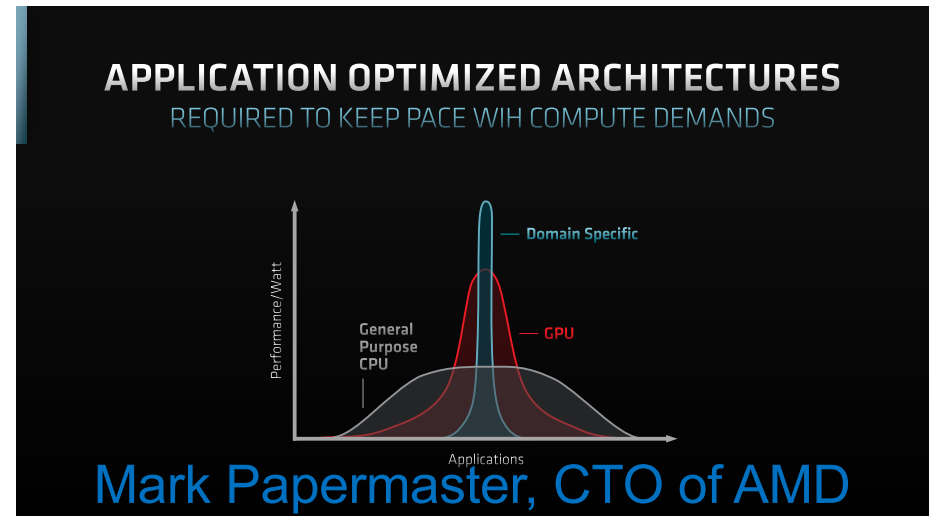 APPLICATION OPTIMIZED ARCHITECTURES
REQUIRED TO KEEP PACE WIH COMPUTE DEMANDS
Domain Specific
GPU
General
Purpose
CPU
Performance/Watt
Applications
Mark Papermaster, CTO of AMD